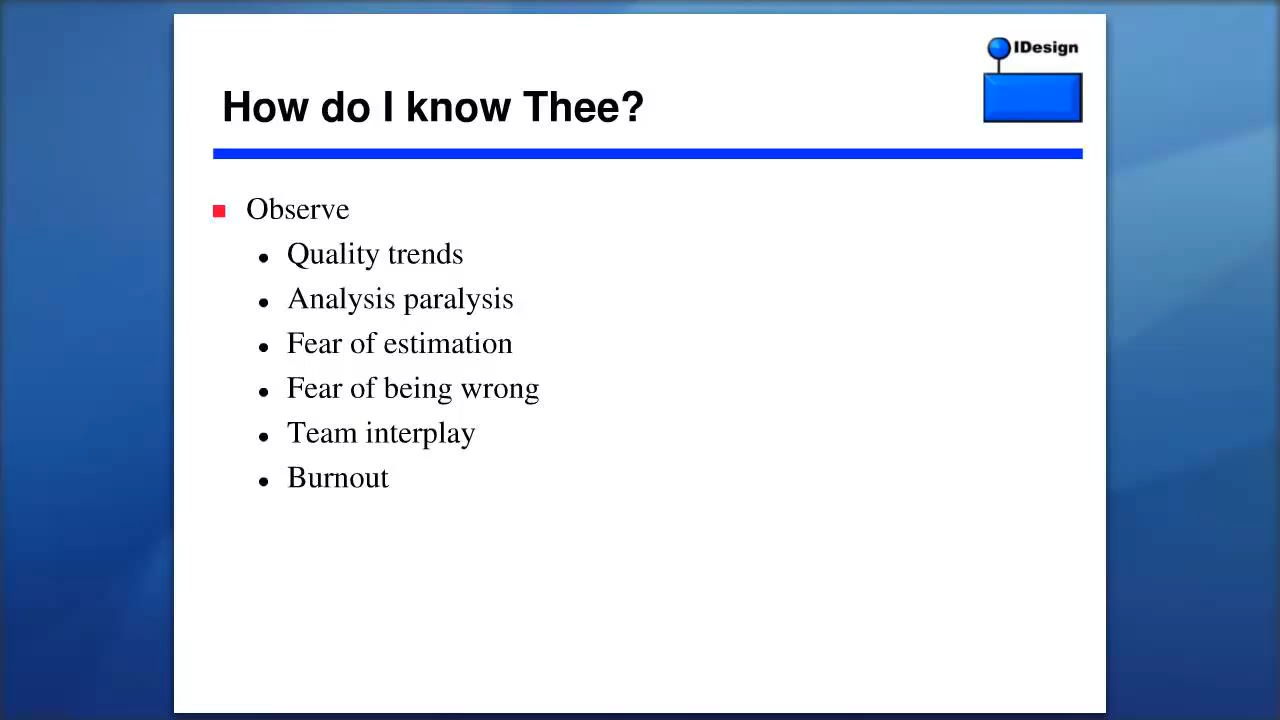 IDesign
How do I know Thee?
Observe
Quality trends
Analysis paralysis
Fear of estimation
Fear of being wrong
Team interplay
Burnout